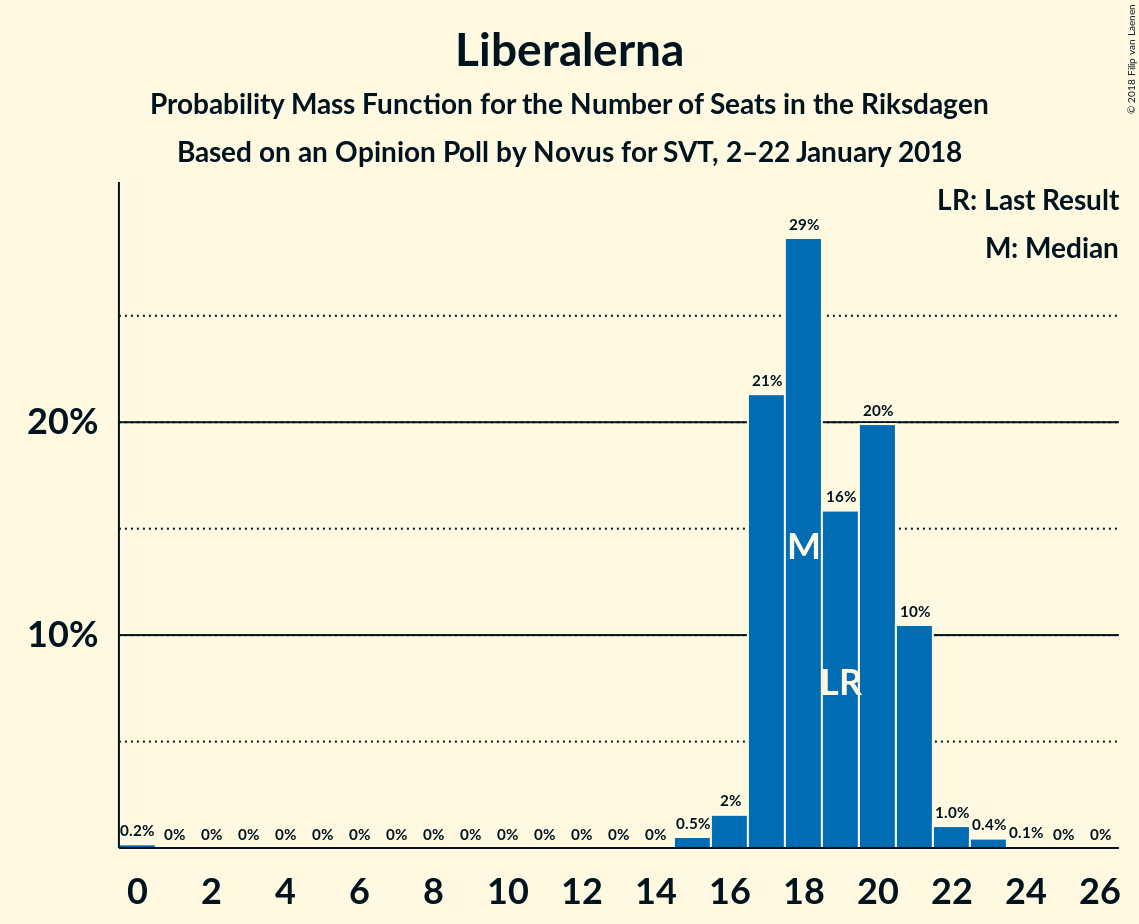 © 2018 Filip van Laenen
Liberalerna
Probability Mass Function for the Number of Seats in the Riksdagen
Based on an Opinion Poll by Novus for SVT, 2–22 January 2018
LR: Last Result
M: Median
20%
10%
0.2% 0% 0% 0% 0% 0% 0% 0% 0% 0% 0% 0% 0% 0% 0% 0.5% 2% 21% 29% 16% 20% 10% 1.0% 0.4% 0.1% 0% 0%
M
LR
0 2 4 6 8 10 12 14 16 18 20 22 24 26